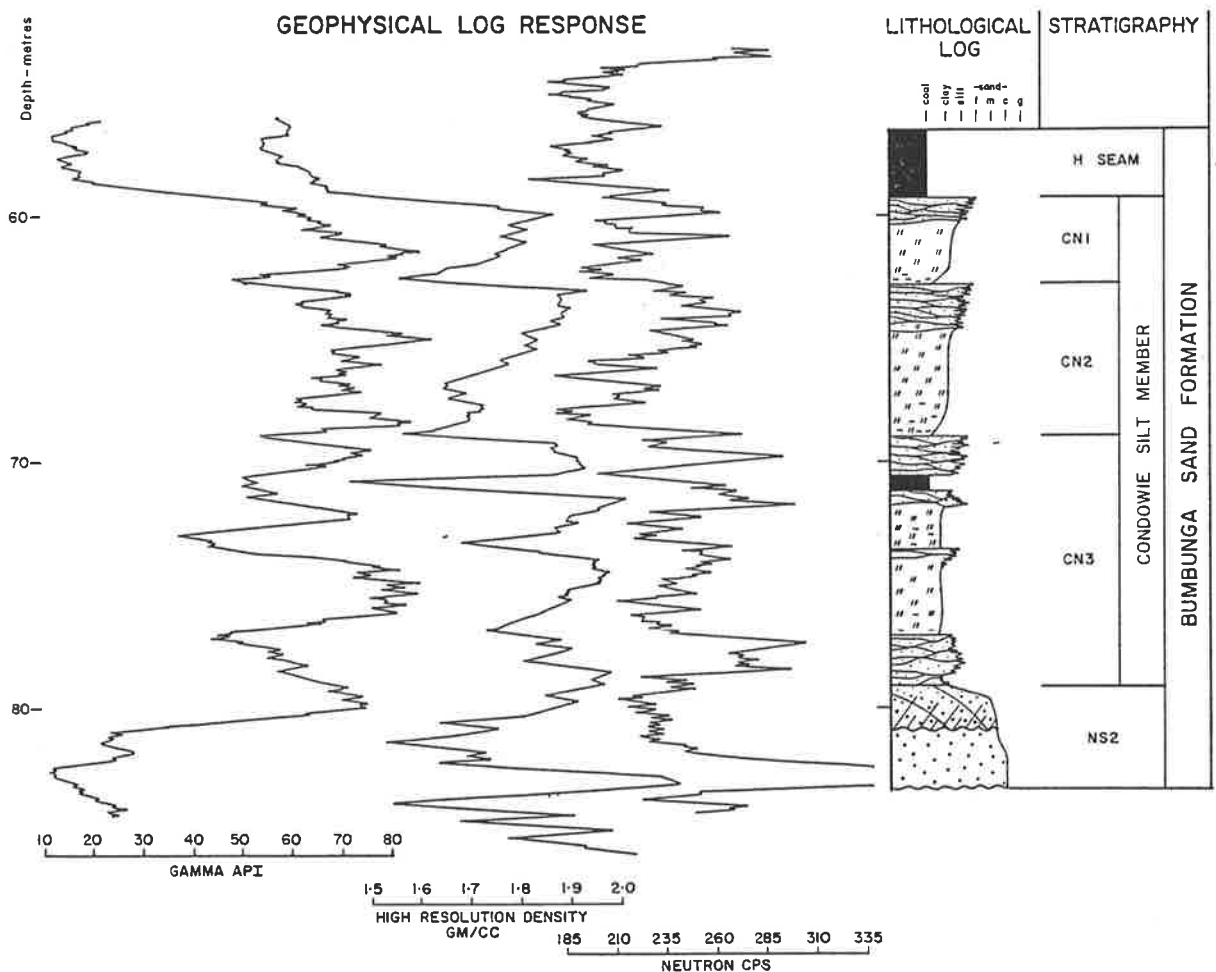 GEOPHYSICAL LOG RESPONSE
LITHOLOGICAL
LOG
STRATIGRAPHY
Depth-metres
coal
clay
silt
-sand-
f m c g
H SEAM
60
CN1
CN2
70
CN3
80
NS2
CONDOWIE SILT MEMBER
BUMBUNGA SAND FORMATION
10 20 30 40 50 60 70 80
GAMMA API
1·5 1·6 1·7 1·8 1·9 2·0
HIGH RESOLUTION DENSITY
GM/CC
185 210 235 260 285 310 335
NEUTRON CPS